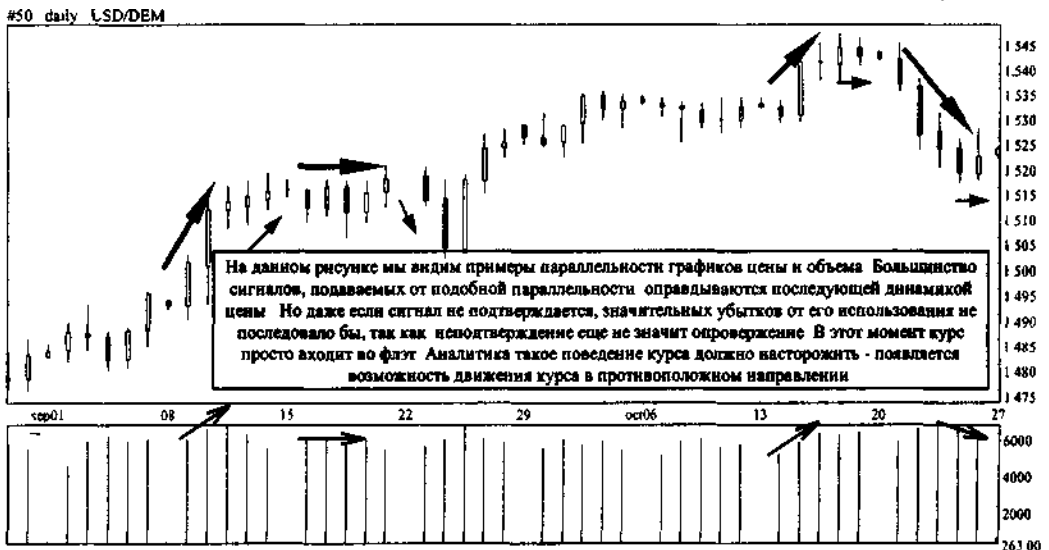 #50 daily USD/DEM
1 545
1 540
1 535
1 530
1 525
1 520
1 515
1 510
1 505
1 500
1 495
1 490
1 485
1 480
1 475
На данном рисунке мы видим примеры параллельности графиков цены и объема Большинство
сигналов, подаваемых от подобной параллельности оправдываются последующей динамикой
цены Но даже если сигнал не подтверждается, значительных убытков от его использования не
последовало бы, так как неподтверждение еще не значит опровержение В этот момент курс
просто входит во флэт Аналитика такое поведение курса должно насторожить - появляется
возможность движения курса в противоположном направлении
sep01 08 15 22 29 oct06 13 20 27
6000
4000
2000
263.00